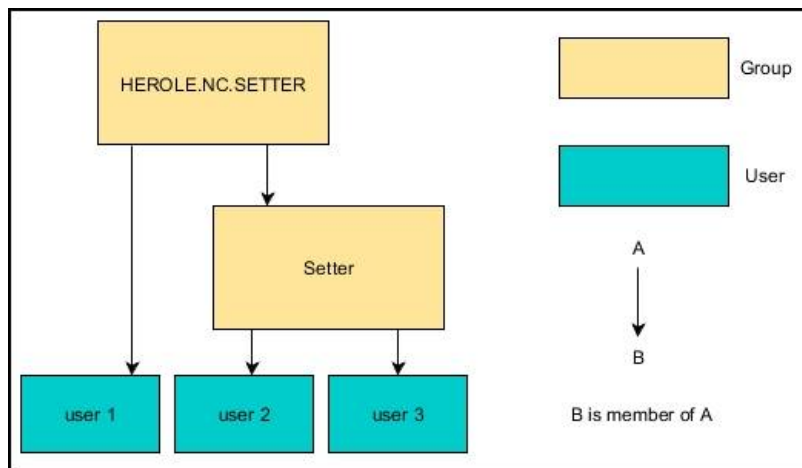 HEROLE.NC.SETTER
Group
User
Setter
A
B
user 1
user 2
user 3
B is member of A